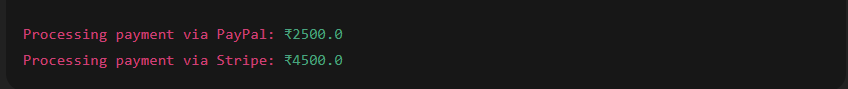 Processing payment via PayPal: ₹2500.0
Processing payment via Stripe: ₹4500.0